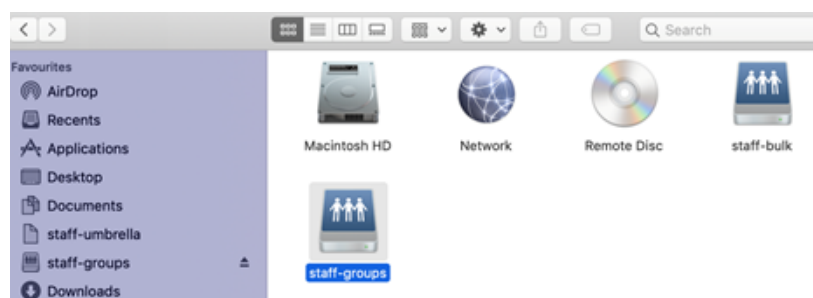 Search
Favourites
AirDrop
Recents
Applications
Desktop
Documents
staff-umbrella
staff-groups
Downloads
Macintosh HD
Network
Remote Disc
staff-bulk
staff-groups